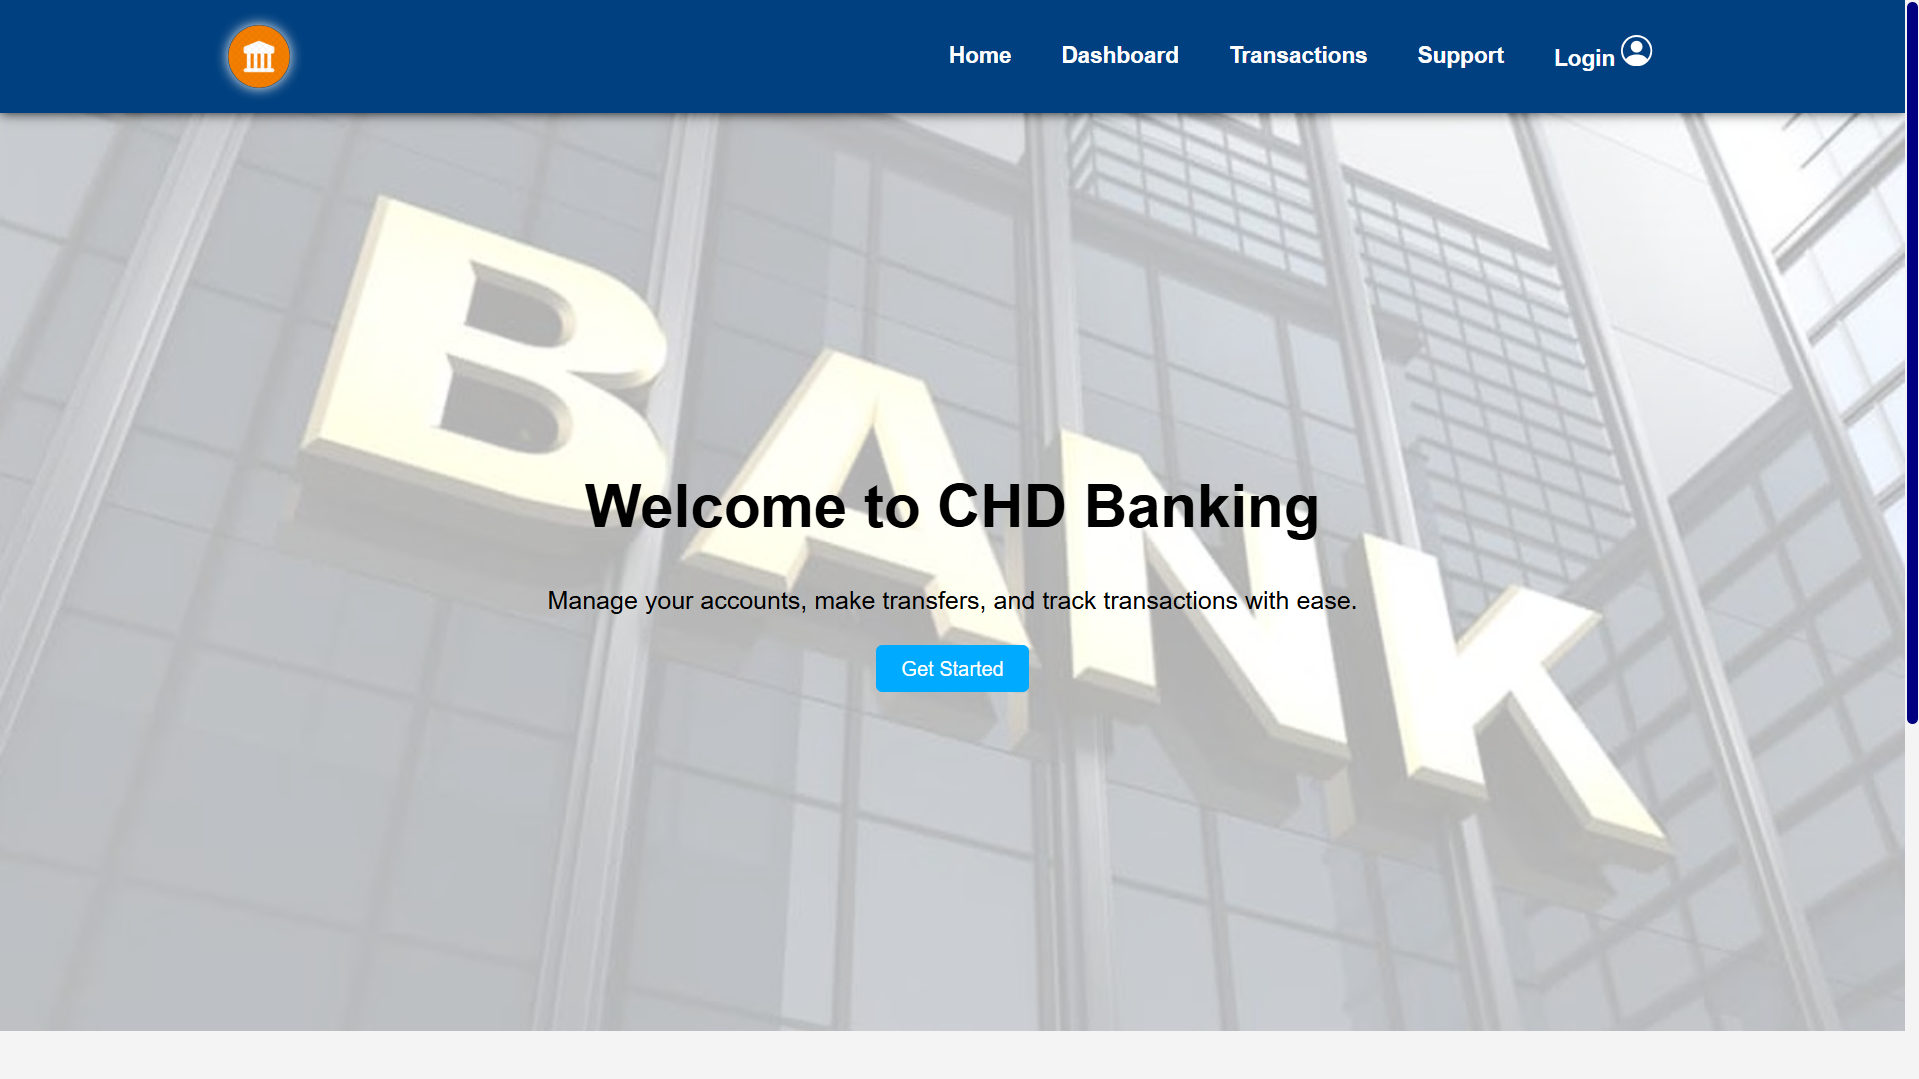 Home Dashboard Transactions Support Login
BANK
Welcome to CHD Banking
Manage your accounts, make transfers, and track transactions with ease.
Get Started